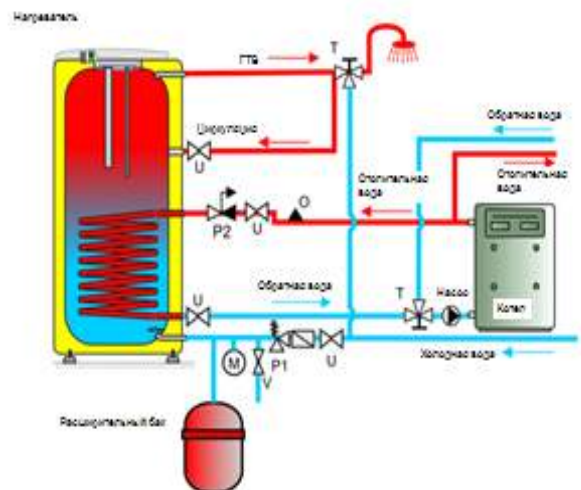 Нагреватель
ГТВ
T
Обратная вода
Циркуляция
U
Отопительная
вода
Отопительная
вода
O
P2
U
Обратная вода
U
T
Насос
Котел
Холодная вода
M
V
P1
U
Расширительный бак